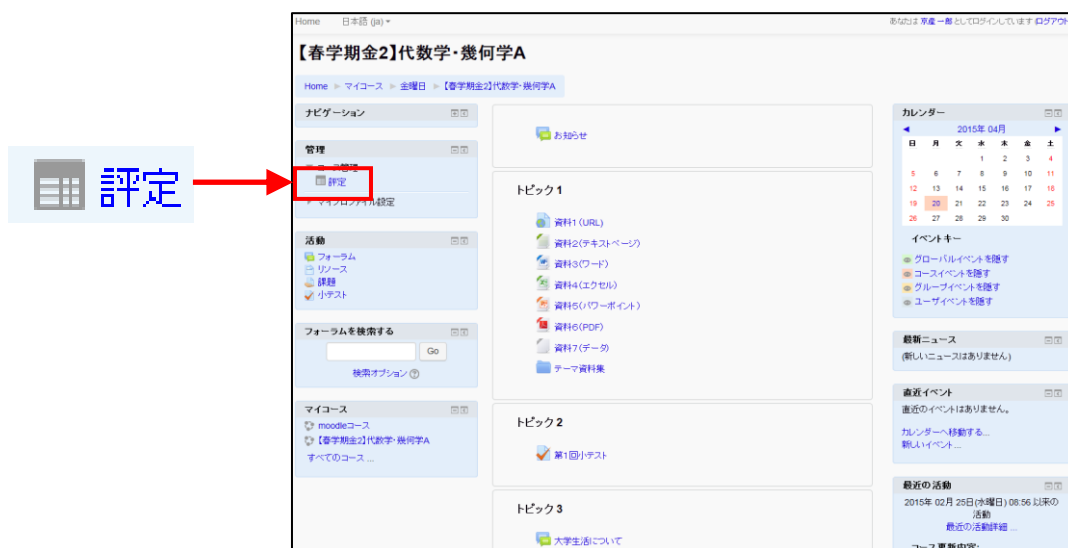 評定
Home 日本語 (ja)
あなたは 京産一郎 としてログインしています (ログアウト
【春学期金2】代数学・幾何学A
Home マイコース 金曜日 【春学期金2】代数学・幾何学A
ナビゲーション
管理
コース管理
評定
マイプロファイル設定
活動
フォーラム
リソース
課題
小テスト
フォーラムを検索する
Go
検索オプション
マイコース
moodleコース
【春学期金2】代数学・幾何学A
すべてのコース ...
お知らせ
トピック 1
資料1 (URL)
資料2(テキストページ)
資料3(ワード)
資料4(エクセル)
資料5(パワーポイント)
資料6(PDF)
資料7(データ)
テーマ資料集
トピック 2
第1回小テスト
トピック 3
大学生活について
カレンダー
2015年 04月
日 月 火 水 木 金 土
1 2 3 4
5 6 7 8 9 10 11
12 13 14 15 16 17 18
19 20 21 22 23 24 25
26 27 28 29 30
イベントキー
グローバルイベントを隠す
コースイベントを隠す
グループイベントを隠す
ユーザイベントを隠す
最新ニュース
(新しいニュースはありません)
直近イベント
直近のイベントはありません。
カレンダーへ移動する...
新しいイベント ...
最近の活動
2015年 02月 25日(水曜日) 08:56 以来の
活動
最近の活動詳細 ...
コース更新内容: